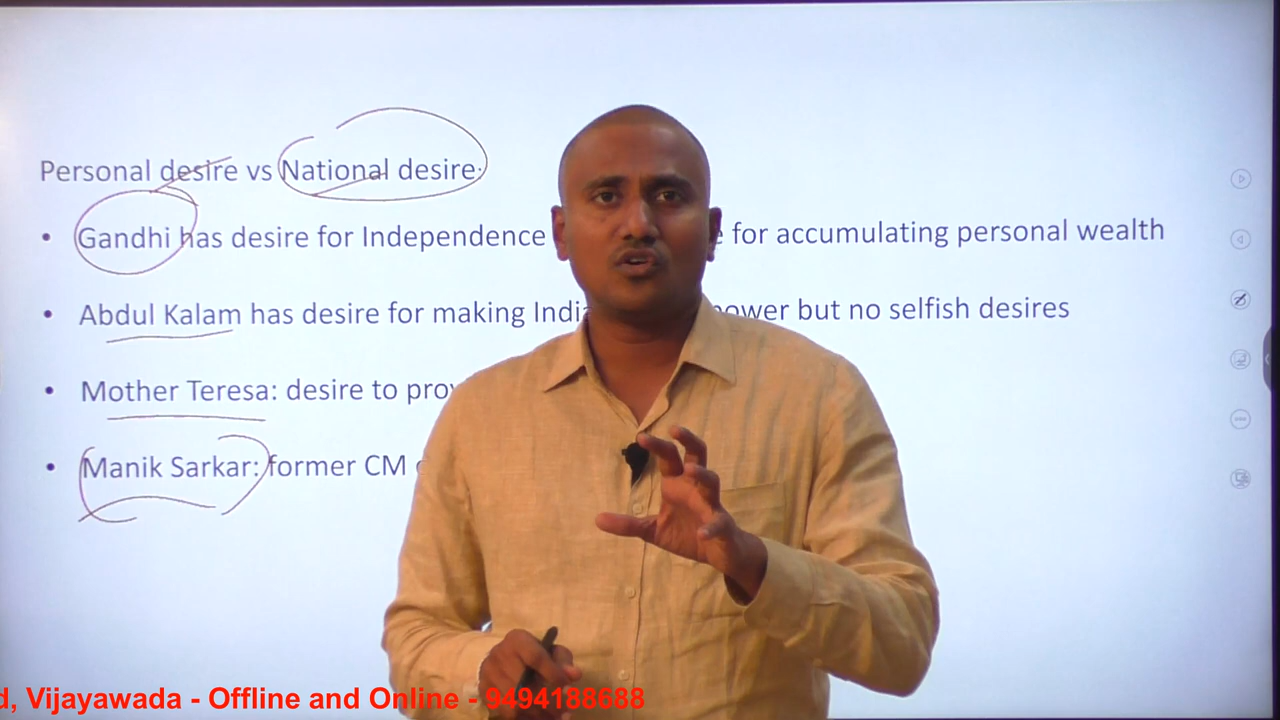 Personal desire vs National desire:
• Gandhi has desire for Independence for accumulating personal wealth
• Abdul Kalam has desire for making India power but no selfish desires
• Mother Teresa: desire to
• Manik Sarkar: former CM
Vijayawada - Offline and Online - 9494188688